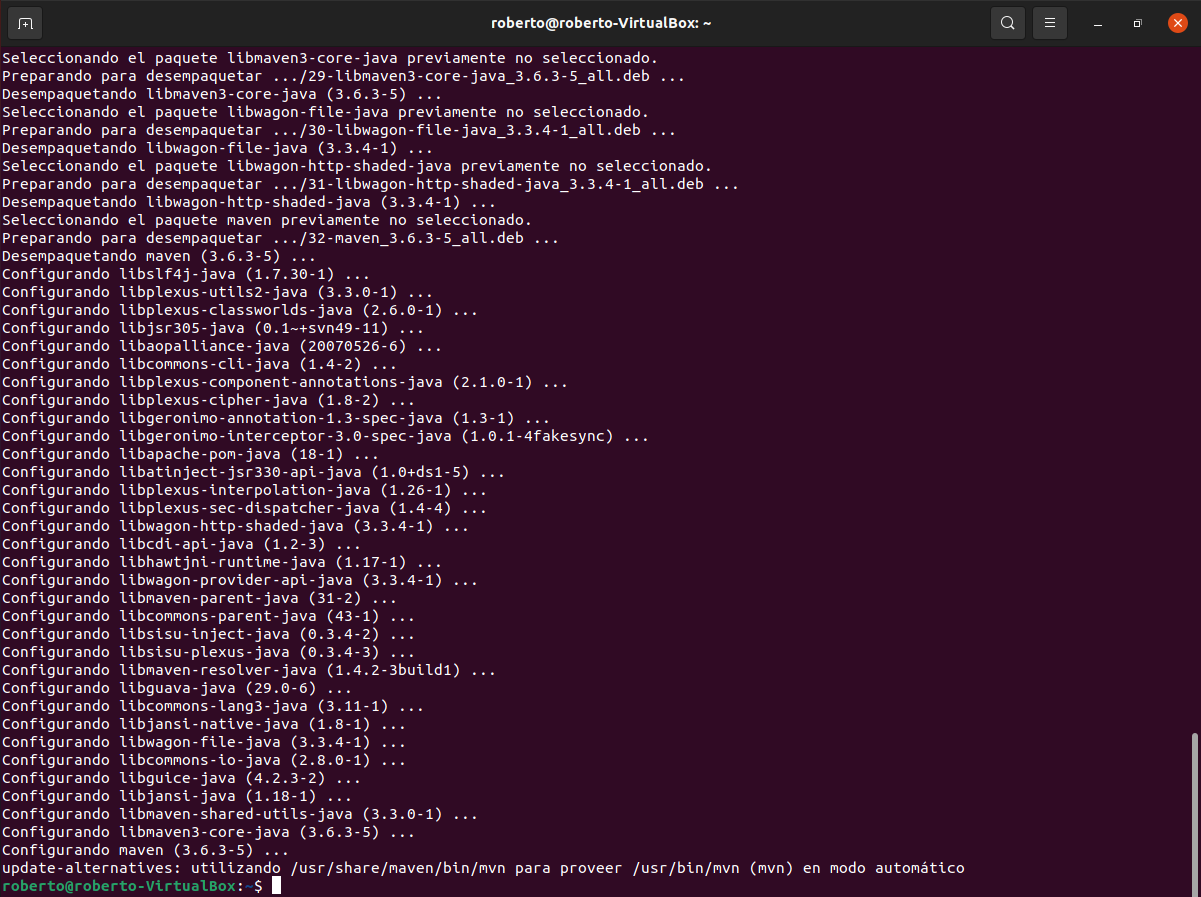 roberto@roberto-VirtualBox: ~
Seleccionando el paquete libmaven3-core-java previamente no seleccionado.
Preparando para desempaquetar .../29-libmaven3-core-java_3.6.3-5_all.deb ...
Desempaquetando libmaven3-core-java (3.6.3-5) ...
Seleccionando el paquete libwagon-file-java previamente no seleccionado.
Preparando para desempaquetar .../30-libwagon-file-java_3.3.4-1_all.deb ...
Desempaquetando libwagon-file-java (3.3.4-1) ...
Seleccionando el paquete libwagon-http-shaded-java previamente no seleccionado.
Preparando para desempaquetar .../31-libwagon-http-shaded-java_3.3.4-1_all.deb ...
Desempaquetando libwagon-http-shaded-java (3.3.4-1) ...
Seleccionando el paquete maven previamente no seleccionado.
Preparando para desempaquetar .../32-maven_3.6.3-5_all.deb ...
Desempaquetando maven (3.6.3-5) ...
Configurando libslf4j-java (1.7.30-1) ...
Configurando libplexus-utils2-java (3.3.0-1) ...
Configurando libplexus-classworlds-java (2.6.0-1) ...
Configurando libjsr305-java (0.1~+svn49-11) ...
Configurando libaopalliance-java (20070526-6) ...
Configurando libcommons-cli-java (1.4-2) ...
Configurando libplexus-component-annotations-java (2.1.0-1) ...
Configurando libplexus-cipher-java (1.8-2) ...
Configurando libgeronimo-annotation-1.3-spec-java (1.3-1) ...
Configurando libgeronimo-interceptor-3.0-spec-java (1.0.1-4fakesync) ...
Configurando libapache-pom-java (18-1) ...
Configurando libatinject-jsr330-api-java (1.0+ds1-5) ...
Configurando libplexus-interpolation-java (1.26-1) ...
Configurando libplexus-sec-dispatcher-java (1.4-4) ...
Configurando libwagon-http-shaded-java (3.3.4-1) ...
Configurando libcdi-api-java (1.2-3) ...
Configurando libhawtjni-runtime-java (1.17-1) ...
Configurando libwagon-provider-api-java (3.3.4-1) ...
Configurando libmaven-parent-java (31-2) ...
Configurando libcommons-parent-java (43-1) ...
Configurando libsisu-inject-java (0.3.4-2) ...
Configurando libsisu-plexus-java (0.3.4-3) ...
Configurando libmaven-resolver-java (1.4.2-3build1) ...
Configurando libguava-java (29.0-6) ...
Configurando libcommons-lang3-java (3.11-1) ...
Configurando libjansi-native-java (1.8-1) ...
Configurando libwagon-file-java (3.3.4-1) ...
Configurando libcommons-io-java (2.8.0-1) ...
Configurando libguice-java (4.2.3-2) ...
Configurando libjansi-java (1.18-1) ...
Configurando libmaven-shared-utils-java (3.3.0-1) ...
Configurando libmaven3-core-java (3.6.3-5) ...
Configurando maven (3.6.3-5) ...
update-alternatives: utilizando /usr/share/maven/bin/mvn para proveer /usr/bin/mvn (mvn) en modo automático
roberto@roberto-VirtualBox:~$